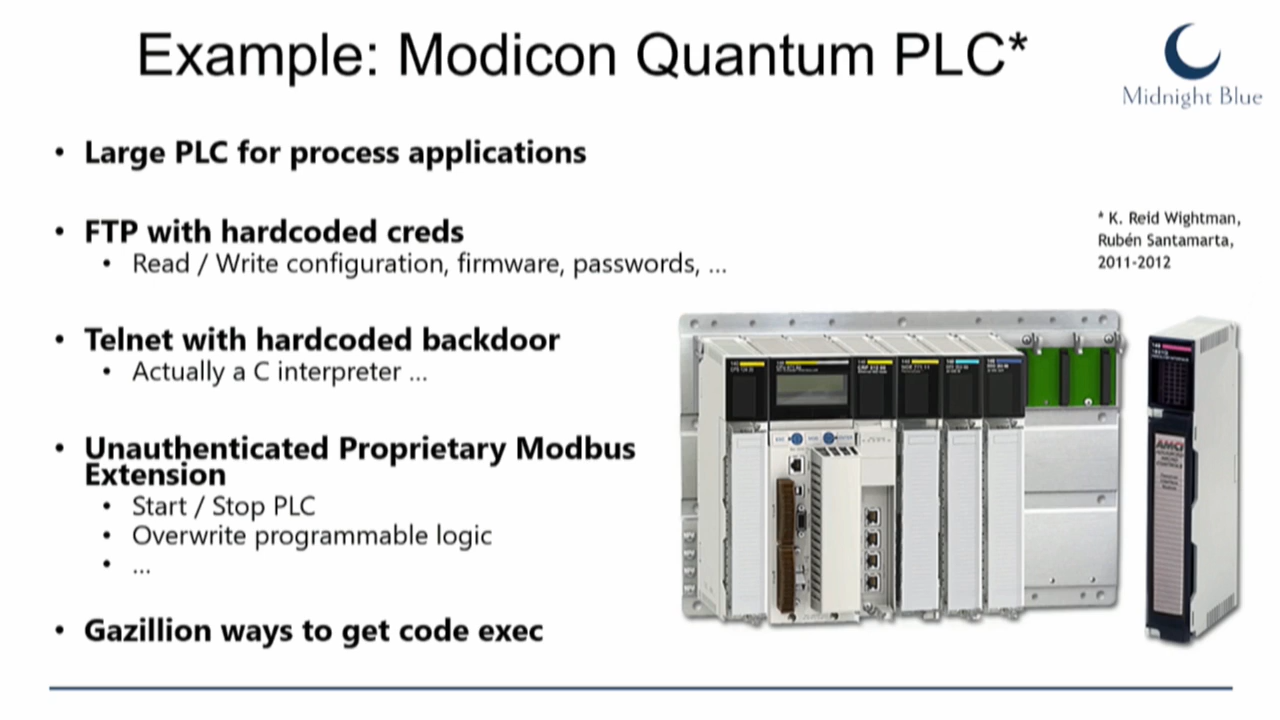 Example: Modicon Quantum PLC*
Midnight Blue
• Large PLC for process applications
• FTP with hardcoded creds
• Read / Write configuration, firmware, passwords, ...
• Telnet with hardcoded backdoor
• Actually a C interpreter ...
• Unauthenticated Proprietary Modbus
Extension
• Start / Stop PLC
• Overwrite programmable logic
• ...
• Gazillion ways to get code exec
* K. Reid Wightman,
Rubén Santamarta,
2011-2012
AMCI